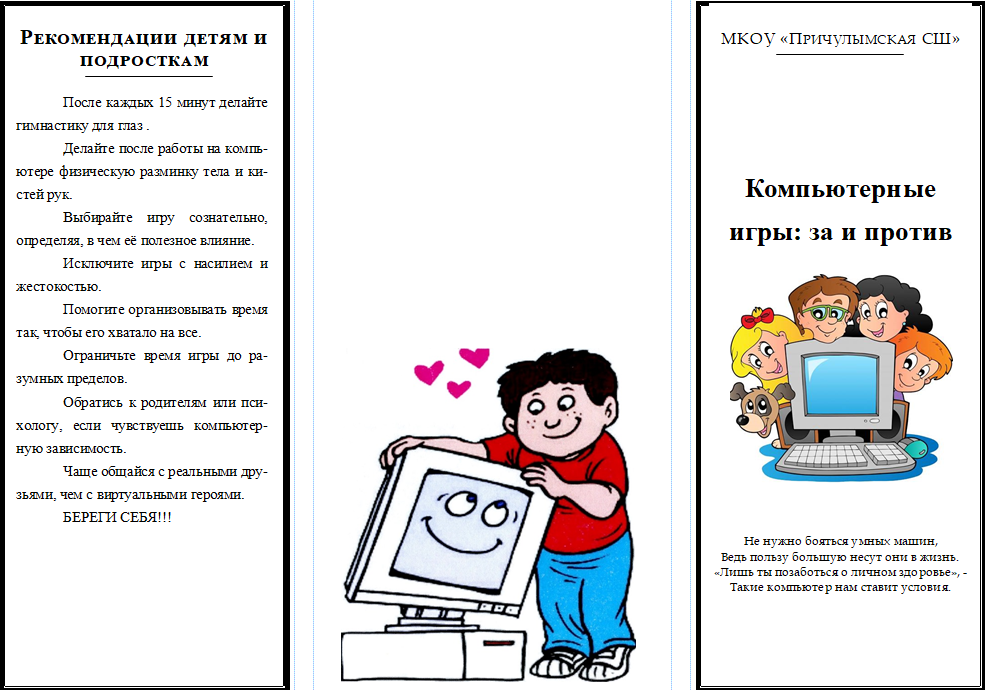 Рекомендации детям и
подросткам
После каждых 15 минут делайте
гимнастику для глаз .
Делайте после работы на компь-
ютере физическую разминку тела и ки-
стей рук.
Выбирайте игру сознательно,
определяя, в чем её полезное влияние.
Исключите игры с насилием и
жестокостью.
Помогите организовывать время
так, чтобы его хватало на все.
Ограничьте время игры до ра-
зумных пределов.
Обратись к родителям или пси-
хологу, если чувствуешь компьютер-
ную зависимость.
Чаще общайся с реальными дру-
зьями, чем с виртуальными героями.
БЕРЕГИ СЕБЯ!!!
МКОУ «Причулымская СШ»
Компьютерные
игры: за и против
Не нужно бояться умных машин,
Ведь пользу большую несут они в жизнь.
«Лишь ты позаботься о личном здоровье», -
Такие компьютер нам ставит условия.